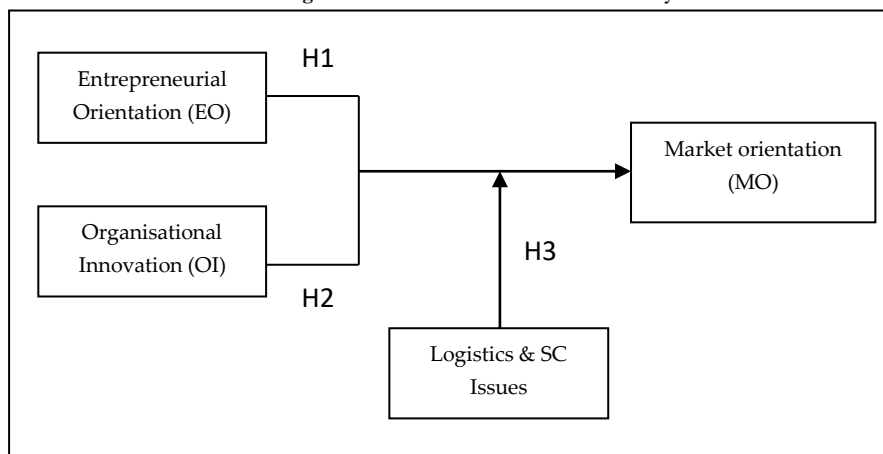 H1
Entrepreneurial
Orientation (EO)
Market orientation
(MO)
Organisational
Innovation (OI)
H2
H3
Logistics & SC
Issues